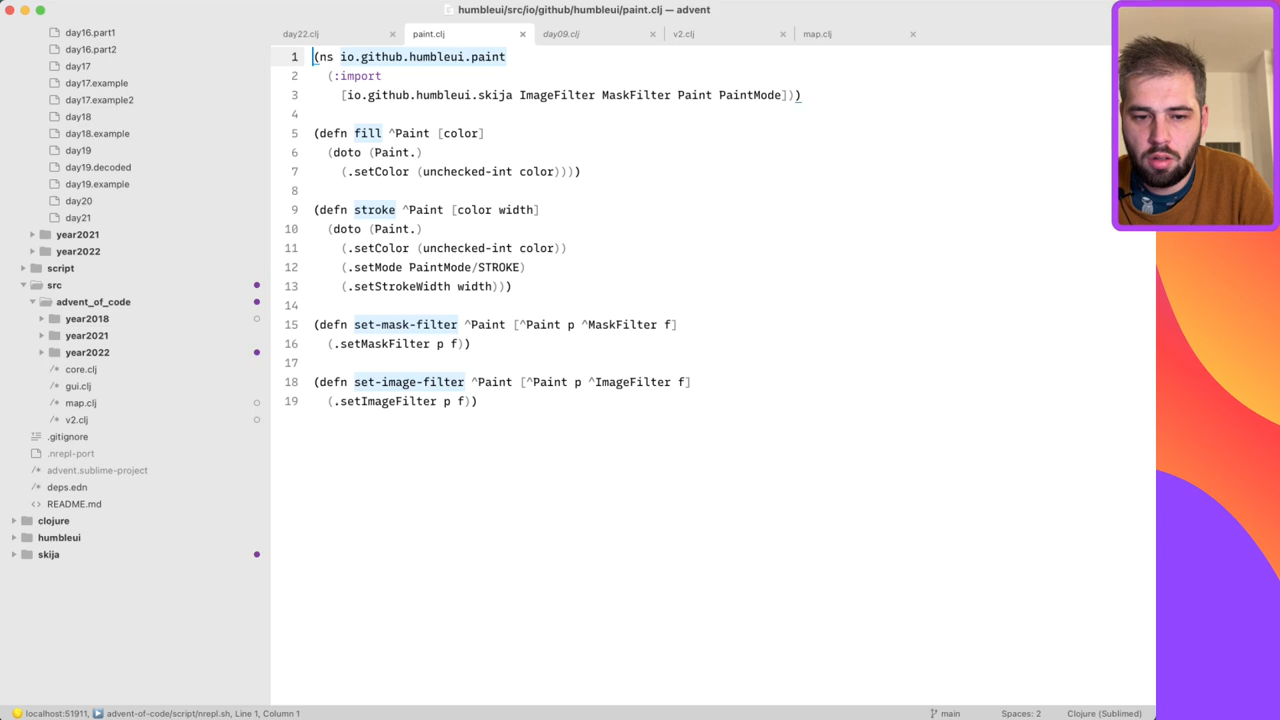 humbleui/src/io/github/humbleui/paint.clj — advent
day22.clj
paint.clj
day09.clj
v2.clj
map.clj
day16.part1
day16.part2
day17
day17.example
day17.example2
day18
day18.example
day19
day19.decoded
day19.example
day20
day21
year2021
year2022
script
src
advent_of_code
year2018
year2021
year2022
core.clj
gui.clj
map.clj
v2.clj
.gitignore
.nrepl-port
advent.sublime-project
deps.edn
README.md
clojure
humbleui
skija
1 (ns io.github.humbleui.paint
2 (:import
3 [io.github.humbleui.skija ImageFilter MaskFilter Paint PaintMode]))
4
5 (defn fill ^Paint [color]
6 (doto (Paint.)
7 (.setColor (unchecked-int color))))
8
9 (defn stroke ^Paint [color width]
10 (doto (Paint.)
11 (.setColor (unchecked-int color))
12 (.setMode PaintMode/STROKE)
13 (.setStrokeWidth width)))
14
15 (defn set-mask-filter ^Paint [^Paint p ^MaskFilter f]
16 (.setMaskFilter p f))
17
18 (defn set-image-filter ^Paint [^Paint p ^ImageFilter f]
19 (.setImageFilter p f))
localhost:51911, advent-of-code/script/nrepl.sh, Line 1, Column 1
main
Spaces: 2
Clojure (Sublimed)